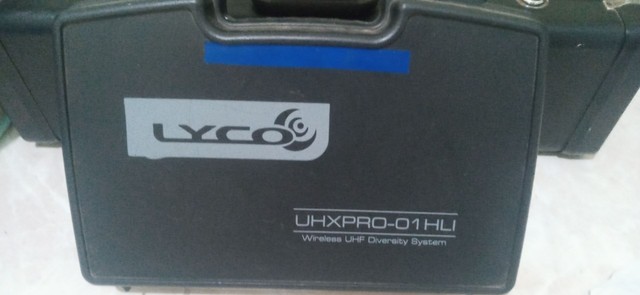 LYCO
UHXPRO-01HLI
Wireless UHF Diversity System